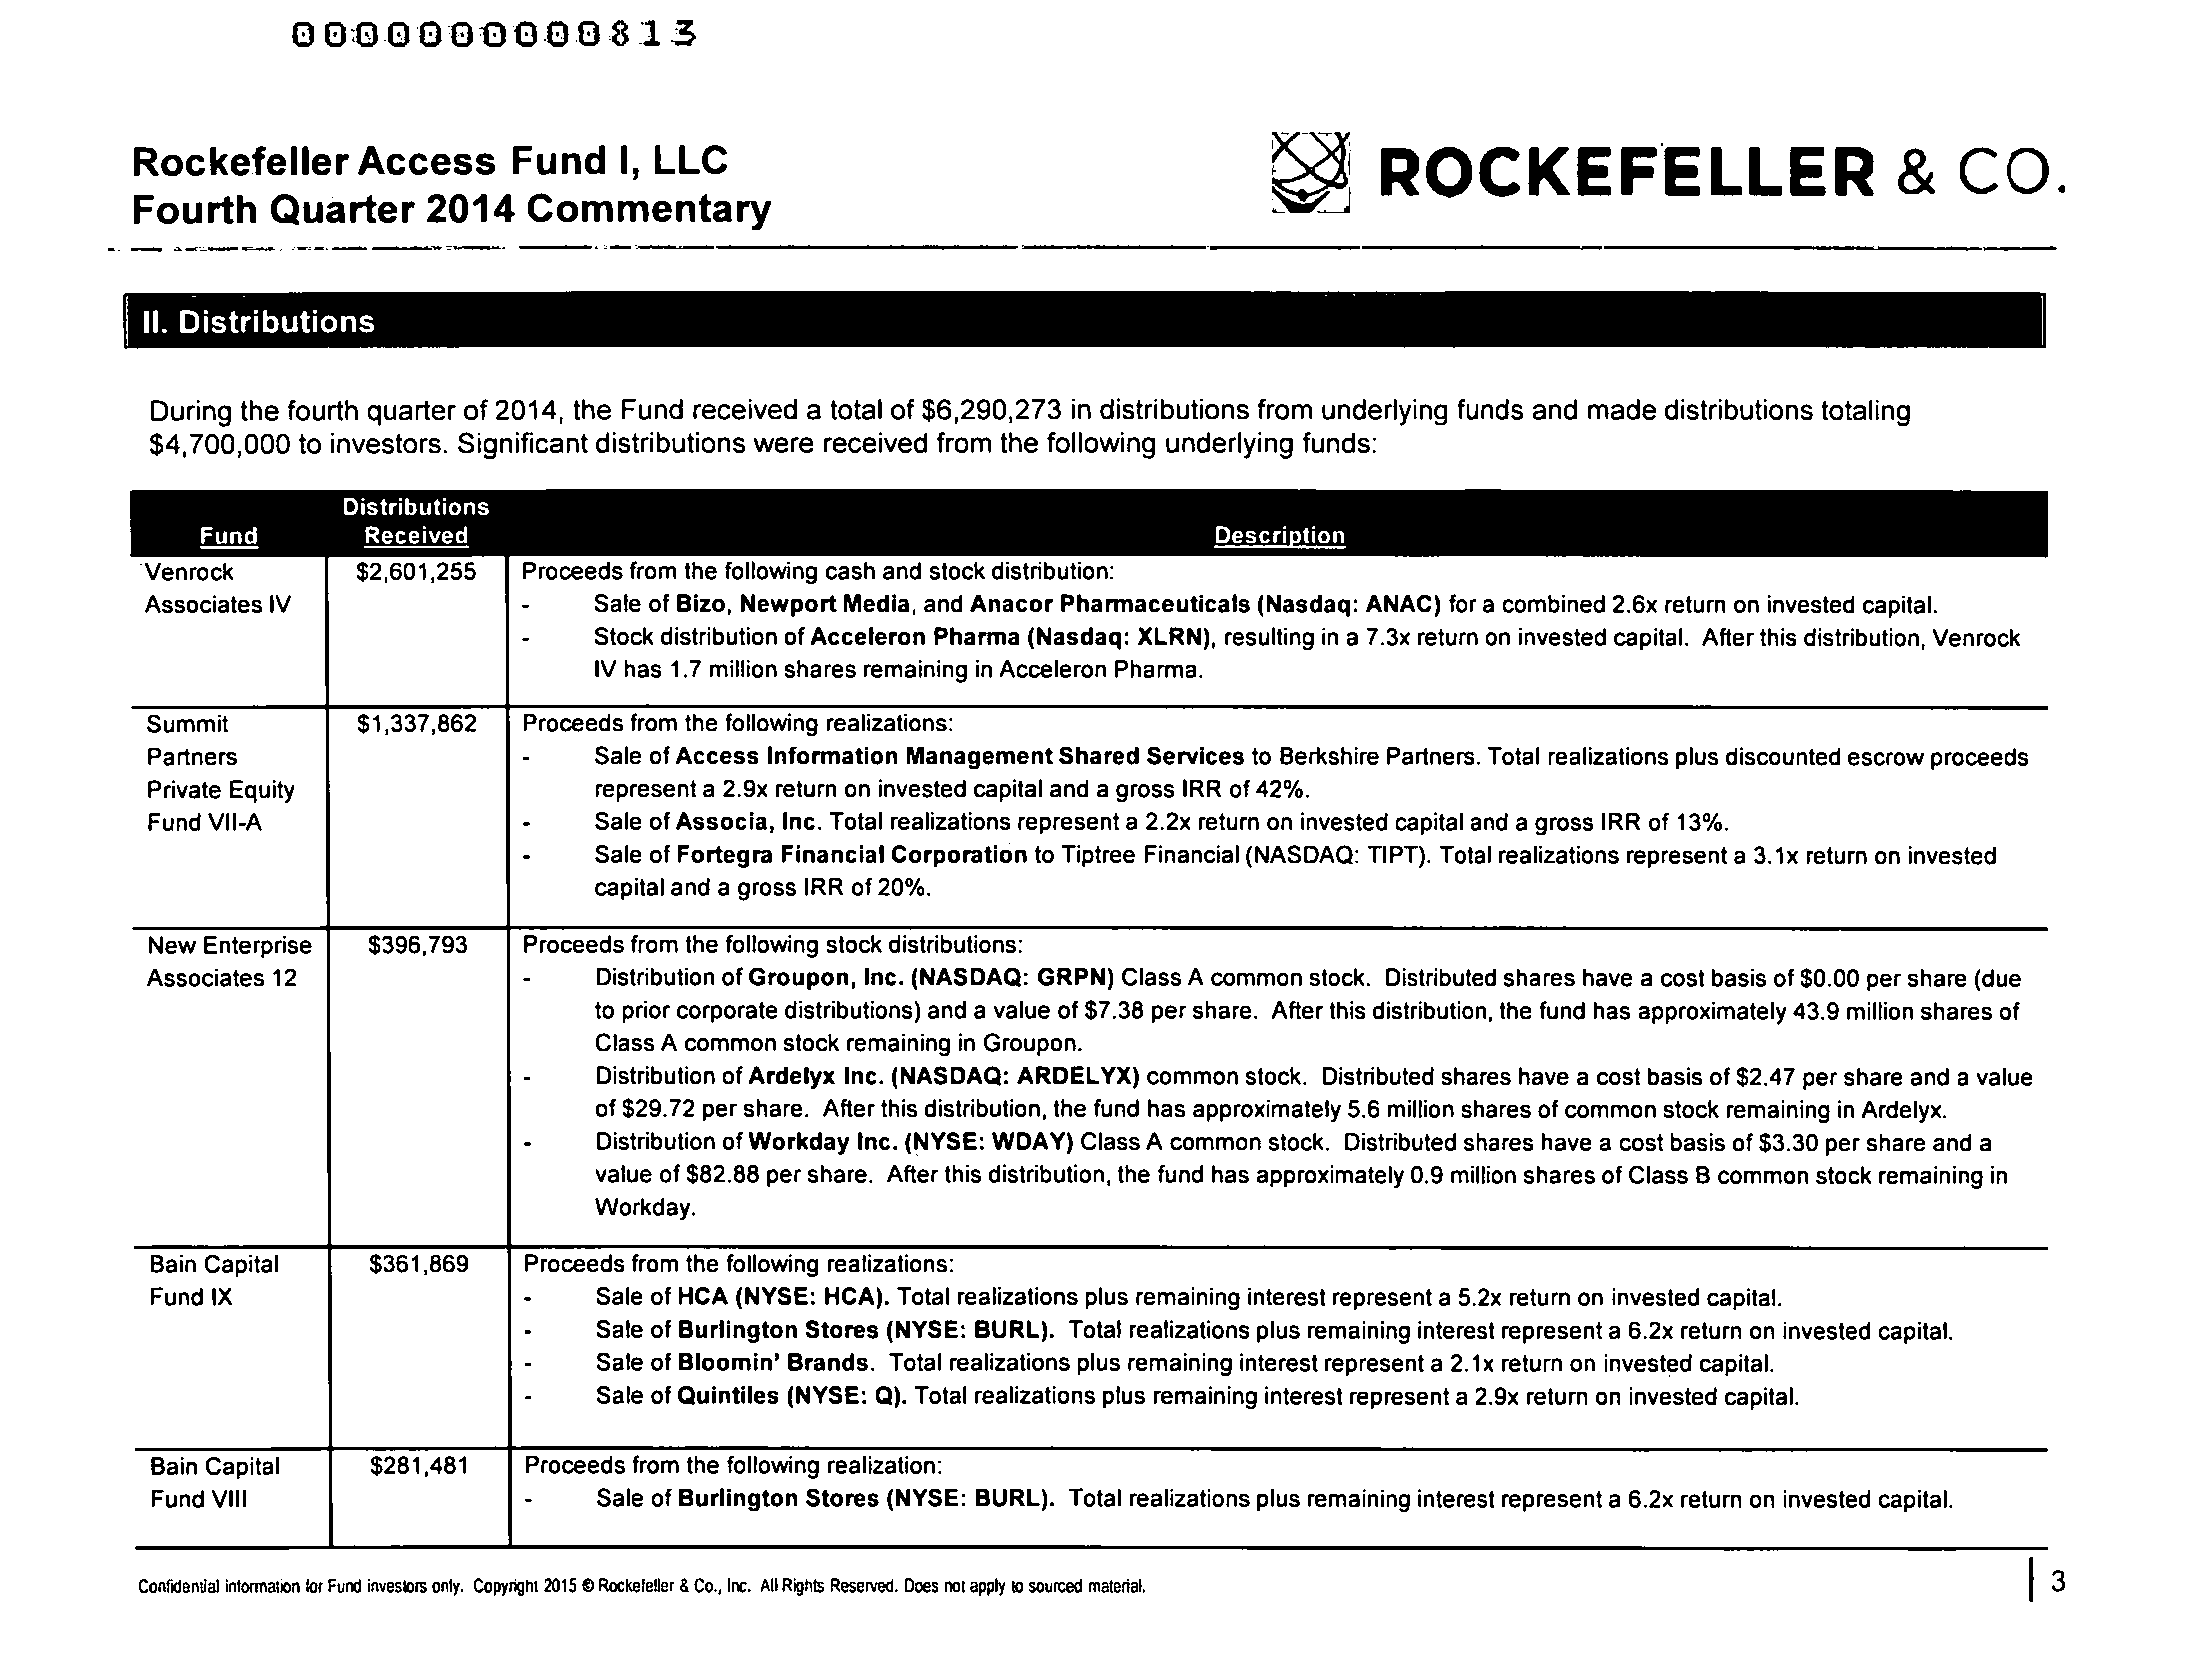 0000000000813
Rockefeller Access Fund I, LLC
Fourth Quarter 2014 Commentary
ROCKEFELLER & CO.
II. Distributions
During the fourth quarter of 2014, the Fund received a total of $6,290,273 in distributions from underlying funds and made distributions totaling
$4,700,000 to investors. Significant distributions were received from the following underlying funds:
Fund
Distributions
Received
Description
Venrock
Associates IV
$2,601,255
Proceeds from the following cash and stock distribution:
- Sale of Bizo, Newport Media, and Anacor Pharmaceuticals (Nasdaq: ANAC) for a combined 2.6x return on invested capital.
- Stock distribution of Acceleron Pharma (Nasdaq: XLRN), resulting in a 7.3x return on invested capital. After this distribution, Venrock
IV has 1.7 million shares remaining in Acceleron Pharma.
Summit
Partners
Private Equity
Fund VII-A
$1,337,862
Proceeds from the following realizations:
- Sale of Access Information Management Shared Services to Berkshire Partners. Total realizations plus discounted escrow proceeds
represent a 2.9x return on invested capital and a gross IRR of 42%.
- Sale of Associa, Inc. Total realizations represent a 2.2x return on invested capital and a gross IRR of 13%.
- Sale of Fortegra Financial Corporation to Tiptree Financial (NASDAQ: TIPT). Total realizations represent a 3.1x return on invested
capital and a gross IRR of 20%.
New Enterprise
Associates 12
$396,793
Proceeds from the following stock distributions:
- Distribution of Groupon, Inc. (NASDAQ: GRPN) Class A common stock. Distributed shares have a cost basis of $0.00 per share (due
to prior corporate distributions) and a value of $7.38 per share. After this distribution, the fund has approximately 43.9 million shares of
Class A common stock remaining in Groupon.
- Distribution of Ardelyx Inc. (NASDAQ: ARDELYX) common stock. Distributed shares have a cost basis of $2.47 per share and a value
of $29.72 per share. After this distribution, the fund has approximately 5.6 million shares of common stock remaining in Ardelyx.
- Distribution of Workday Inc. (NYSE: WDAY) Class A common stock. Distributed shares have a cost basis of $3.30 per share and a
value of $82.88 per share. After this distribution, the fund has approximately 0.9 million shares of Class B common stock remaining in
Workday.
Bain Capital
Fund IX
$361,869
Proceeds from the following realizations:
- Sale of HCA (NYSE: HCA). Total realizations plus remaining interest represent a 5.2x return on invested capital.
- Sale of Burlington Stores (NYSE: BURL). Total realizations plus remaining interest represent a 6.2x return on invested capital.
- Sale of Bloomin' Brands. Total realizations plus remaining interest represent a 2.1x return on invested capital.
- Sale of Quintiles (NYSE: Q). Total realizations plus remaining interest represent a 2.9x return on invested capital.
Bain Capital
Fund VIII
$281,481
Proceeds from the following realization:
- Sale of Burlington Stores (NYSE: BURL). Total realizations plus remaining interest represent a 6.2x return on invested capital.
Confidential information for Fund investors only. Copyright 2015 © Rockefeller & Co., Inc. All Rights Reserved. Does not apply to sourced material.
3